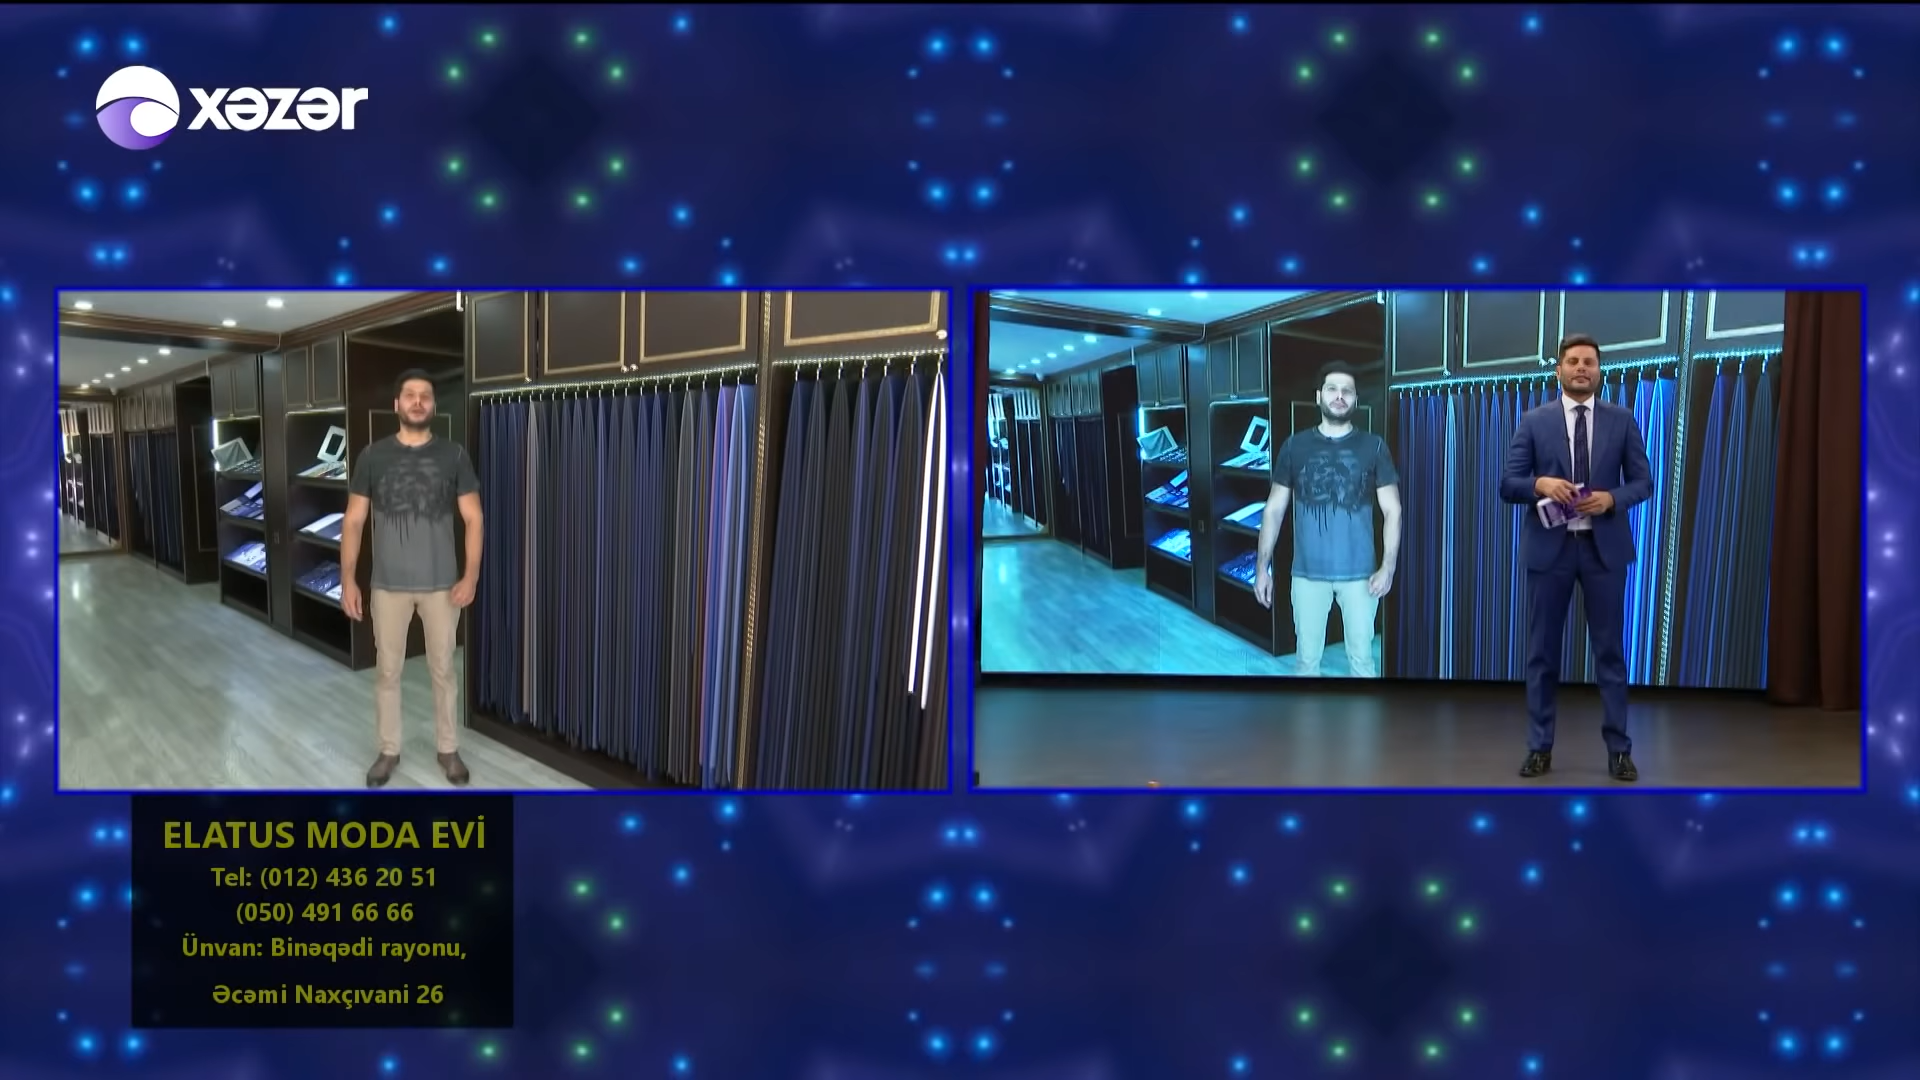 xəzər
ELATUS MODA EVİ
Tel: (012) 436 20 51
(050) 491 66 66
Ünvan: Binəqədi rayonu,
Əcəmi Naxçıvani 26